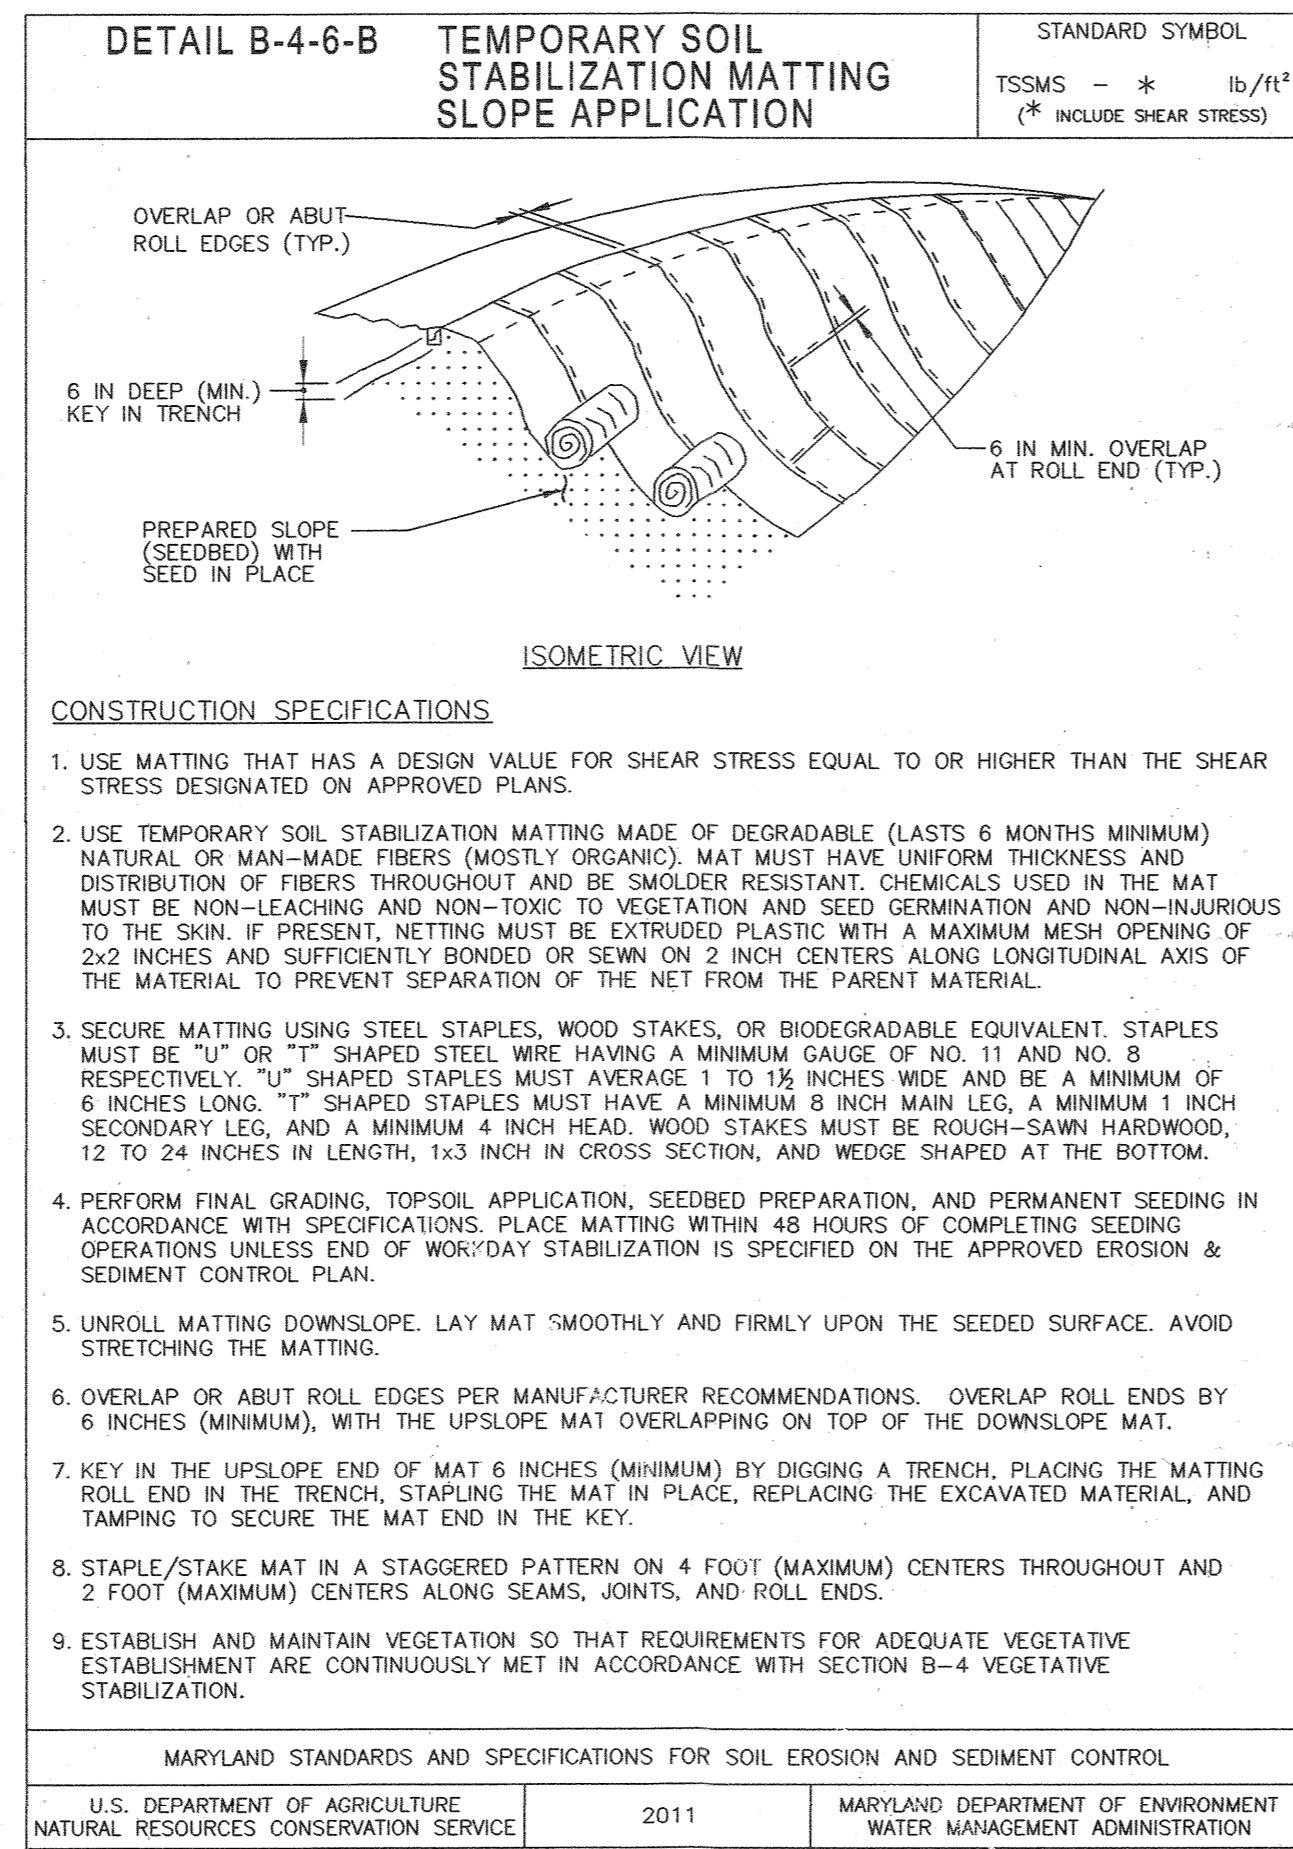 DETAIL B-4-6-B
TEMPORARY SOIL
STABILIZATION MATTING
SLOPE APPLICATION
STANDARD SYMBOL
TSSMS – * lb/ft²
(* INCLUDE SHEAR STRESS)
OVERLAP OR ABUT
ROLL EDGES (TYP.)
6 IN DEEP (MIN.)
KEY IN TRENCH
6 IN MIN. OVERLAP
AT ROLL END (TYP.)
PREPARED SLOPE
(SEEDBED) WITH
SEED IN PLACE
ISOMETRIC VIEW
CONSTRUCTION SPECIFICATIONS
1. USE MATTING THAT HAS A DESIGN VALUE FOR SHEAR STRESS EQUAL TO OR HIGHER THAN THE SHEAR
STRESS DESIGNATED ON APPROVED PLANS.
2. USE TEMPORARY SOIL STABILIZATION MATTING MADE OF DEGRADABLE (LASTS 6 MONTHS MINIMUM)
NATURAL OR MAN–MADE FIBERS (MOSTLY ORGANIC). MAT MUST HAVE UNIFORM THICKNESS AND
DISTRIBUTION OF FIBERS THROUGHOUT AND BE SMOLDER RESISTANT. CHEMICALS USED IN THE MAT
MUST BE NON–LEACHING AND NON–TOXIC TO VEGETATION AND SEED GERMINATION AND NON–INJURIOUS
TO THE SKIN. IF PRESENT, NETTING MUST BE EXTRUDED PLASTIC WITH A MAXIMUM MESH OPENING OF
2x2 INCHES AND SUFFICIENTLY BONDED OR SEWN ON 2 INCH CENTERS ALONG LONGITUDINAL AXIS OF
THE MATERIAL TO PREVENT SEPARATION OF THE NET FROM THE PARENT MATERIAL.
3. SECURE MATTING USING STEEL STAPLES, WOOD STAKES, OR BIODEGRADABLE EQUIVALENT. STAPLES
MUST BE "U" OR "T" SHAPED STEEL WIRE HAVING A MINIMUM GAUGE OF NO. 11 AND NO. 8
RESPECTIVELY. "U" SHAPED STAPLES MUST AVERAGE 1 TO 1½ INCHES WIDE AND BE A MINIMUM OF
6 INCHES LONG. "T" SHAPED STAPLES MUST HAVE A MINIMUM 8 INCH MAIN LEG, A MINIMUM 1 INCH
SECONDARY LEG, AND A MINIMUM 4 INCH HEAD. WOOD STAKES MUST BE ROUGH–SAWN HARDWOOD,
12 TO 24 INCHES IN LENGTH, 1x3 INCH IN CROSS SECTION, AND WEDGE SHAPED AT THE BOTTOM.
4. PERFORM FINAL GRADING, TOPSOIL APPLICATION, SEEDBED PREPARATION, AND PERMANENT SEEDING IN
ACCORDANCE WITH SPECIFICATIONS. PLACE MATTING WITHIN 48 HOURS OF COMPLETING SEEDING
OPERATIONS UNLESS END OF WORKDAY STABILIZATION IS SPECIFIED ON THE APPROVED EROSION &
SEDIMENT CONTROL PLAN.
5. UNROLL MATTING DOWNSLOPE. LAY MAT SMOOTHLY AND FIRMLY UPON THE SEEDED SURFACE. AVOID
STRETCHING THE MATTING.
6. OVERLAP OR ABUT ROLL EDGES PER MANUFACTURER RECOMMENDATIONS. OVERLAP ROLL ENDS BY
6 INCHES (MINIMUM), WITH THE UPSLOPE MAT OVERLAPPING ON TOP OF THE DOWNSLOPE MAT.
7. KEY IN THE UPSLOPE END OF MAT 6 INCHES (MINIMUM) BY DIGGING A TRENCH, PLACING THE MATTING
ROLL END IN THE TRENCH, STAPLING THE MAT IN PLACE, REPLACING THE EXCAVATED MATERIAL, AND
TAMPING TO SECURE THE MAT END IN THE KEY.
8. STAPLE/STAKE MAT IN A STAGGERED PATTERN ON 4 FOOT (MAXIMUM) CENTERS THROUGHOUT AND
2 FOOT (MAXIMUM) CENTERS ALONG SEAMS, JOINTS, AND ROLL ENDS.
9. ESTABLISH AND MAINTAIN VEGETATION SO THAT REQUIREMENTS FOR ADEQUATE VEGETATIVE
ESTABLISHMENT ARE CONTINUOUSLY MET IN ACCORDANCE WITH SECTION B–4 VEGETATIVE
STABILIZATION.
MARYLAND STANDARDS AND SPECIFICATIONS FOR SOIL EROSION AND SEDIMENT CONTROL
U.S. DEPARTMENT OF AGRICULTURE
NATURAL RESOURCES CONSERVATION SERVICE
2011
MARYLAND DEPARTMENT OF ENVIRONMENT
WATER MANAGEMENT ADMINISTRATION